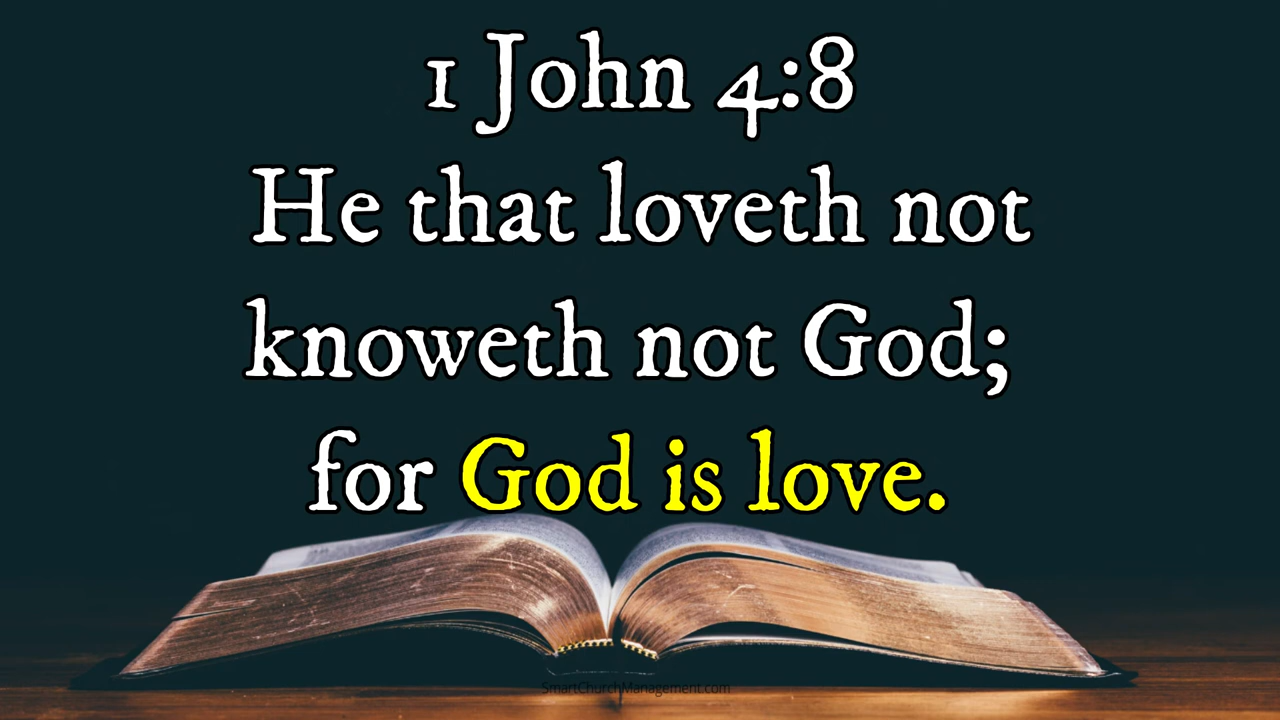 1 John 4:8
He that loveth not
knoweth not God;
for God is love.
SmartChurchManagement.com